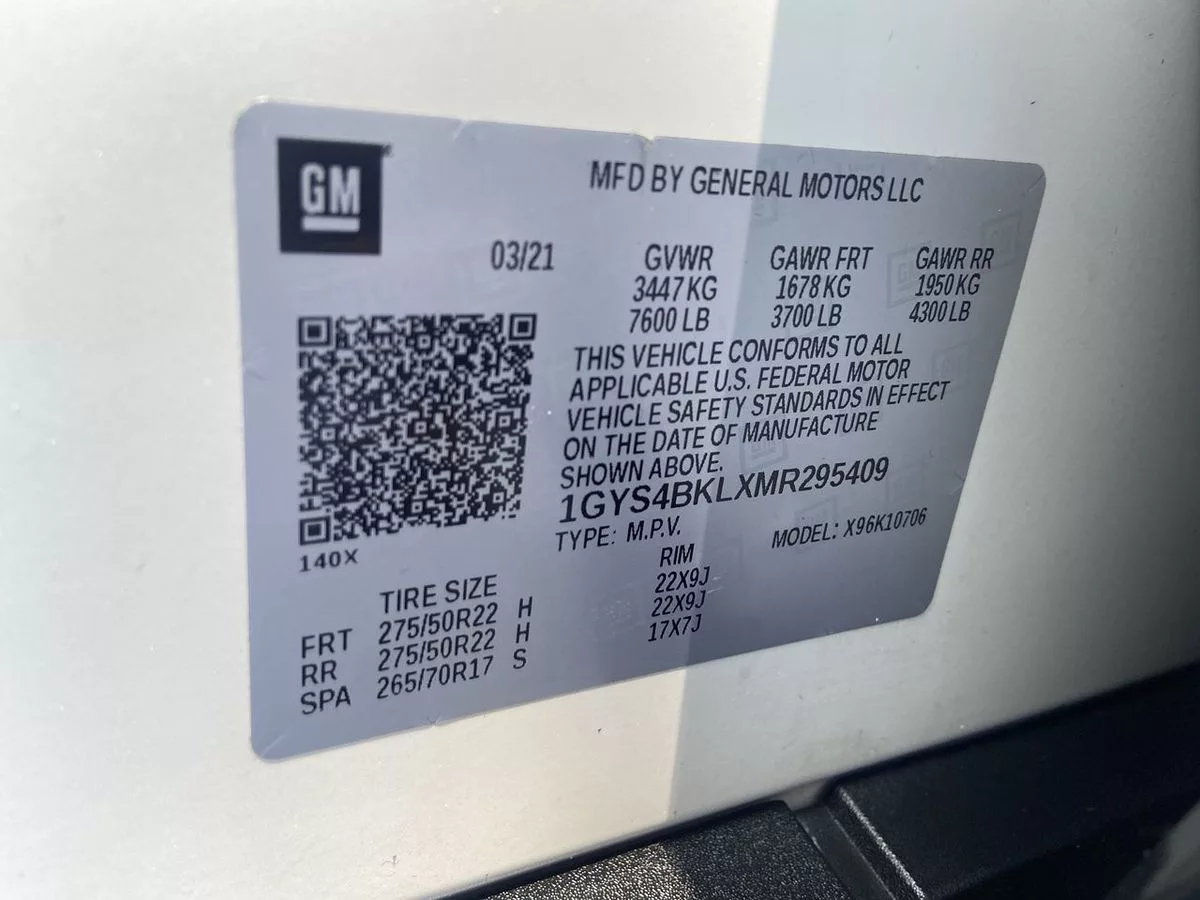 GM
MFD BY GENERAL MOTORS LLC
03/21
GVWR GAWR FRT GAWR RR
3447 KG 1678 KG 1950 KG
7600 LB 3700 LB 4300 LB
THIS VEHICLE CONFORMS TO ALL
APPLICABLE U.S. FEDERAL MOTOR
VEHICLE SAFETY STANDARDS IN EFFECT
ON THE DATE OF MANUFACTURE
SHOWN ABOVE.
1GYS4BKLXMR295409
TYPE: M.P.V. MODEL: X96K10706
140X
TIRE SIZE RIM
FRT 275/50R22 H 22X9J
RR 275/50R22 H 22X9J
SPA 265/70R17 S 17X7J